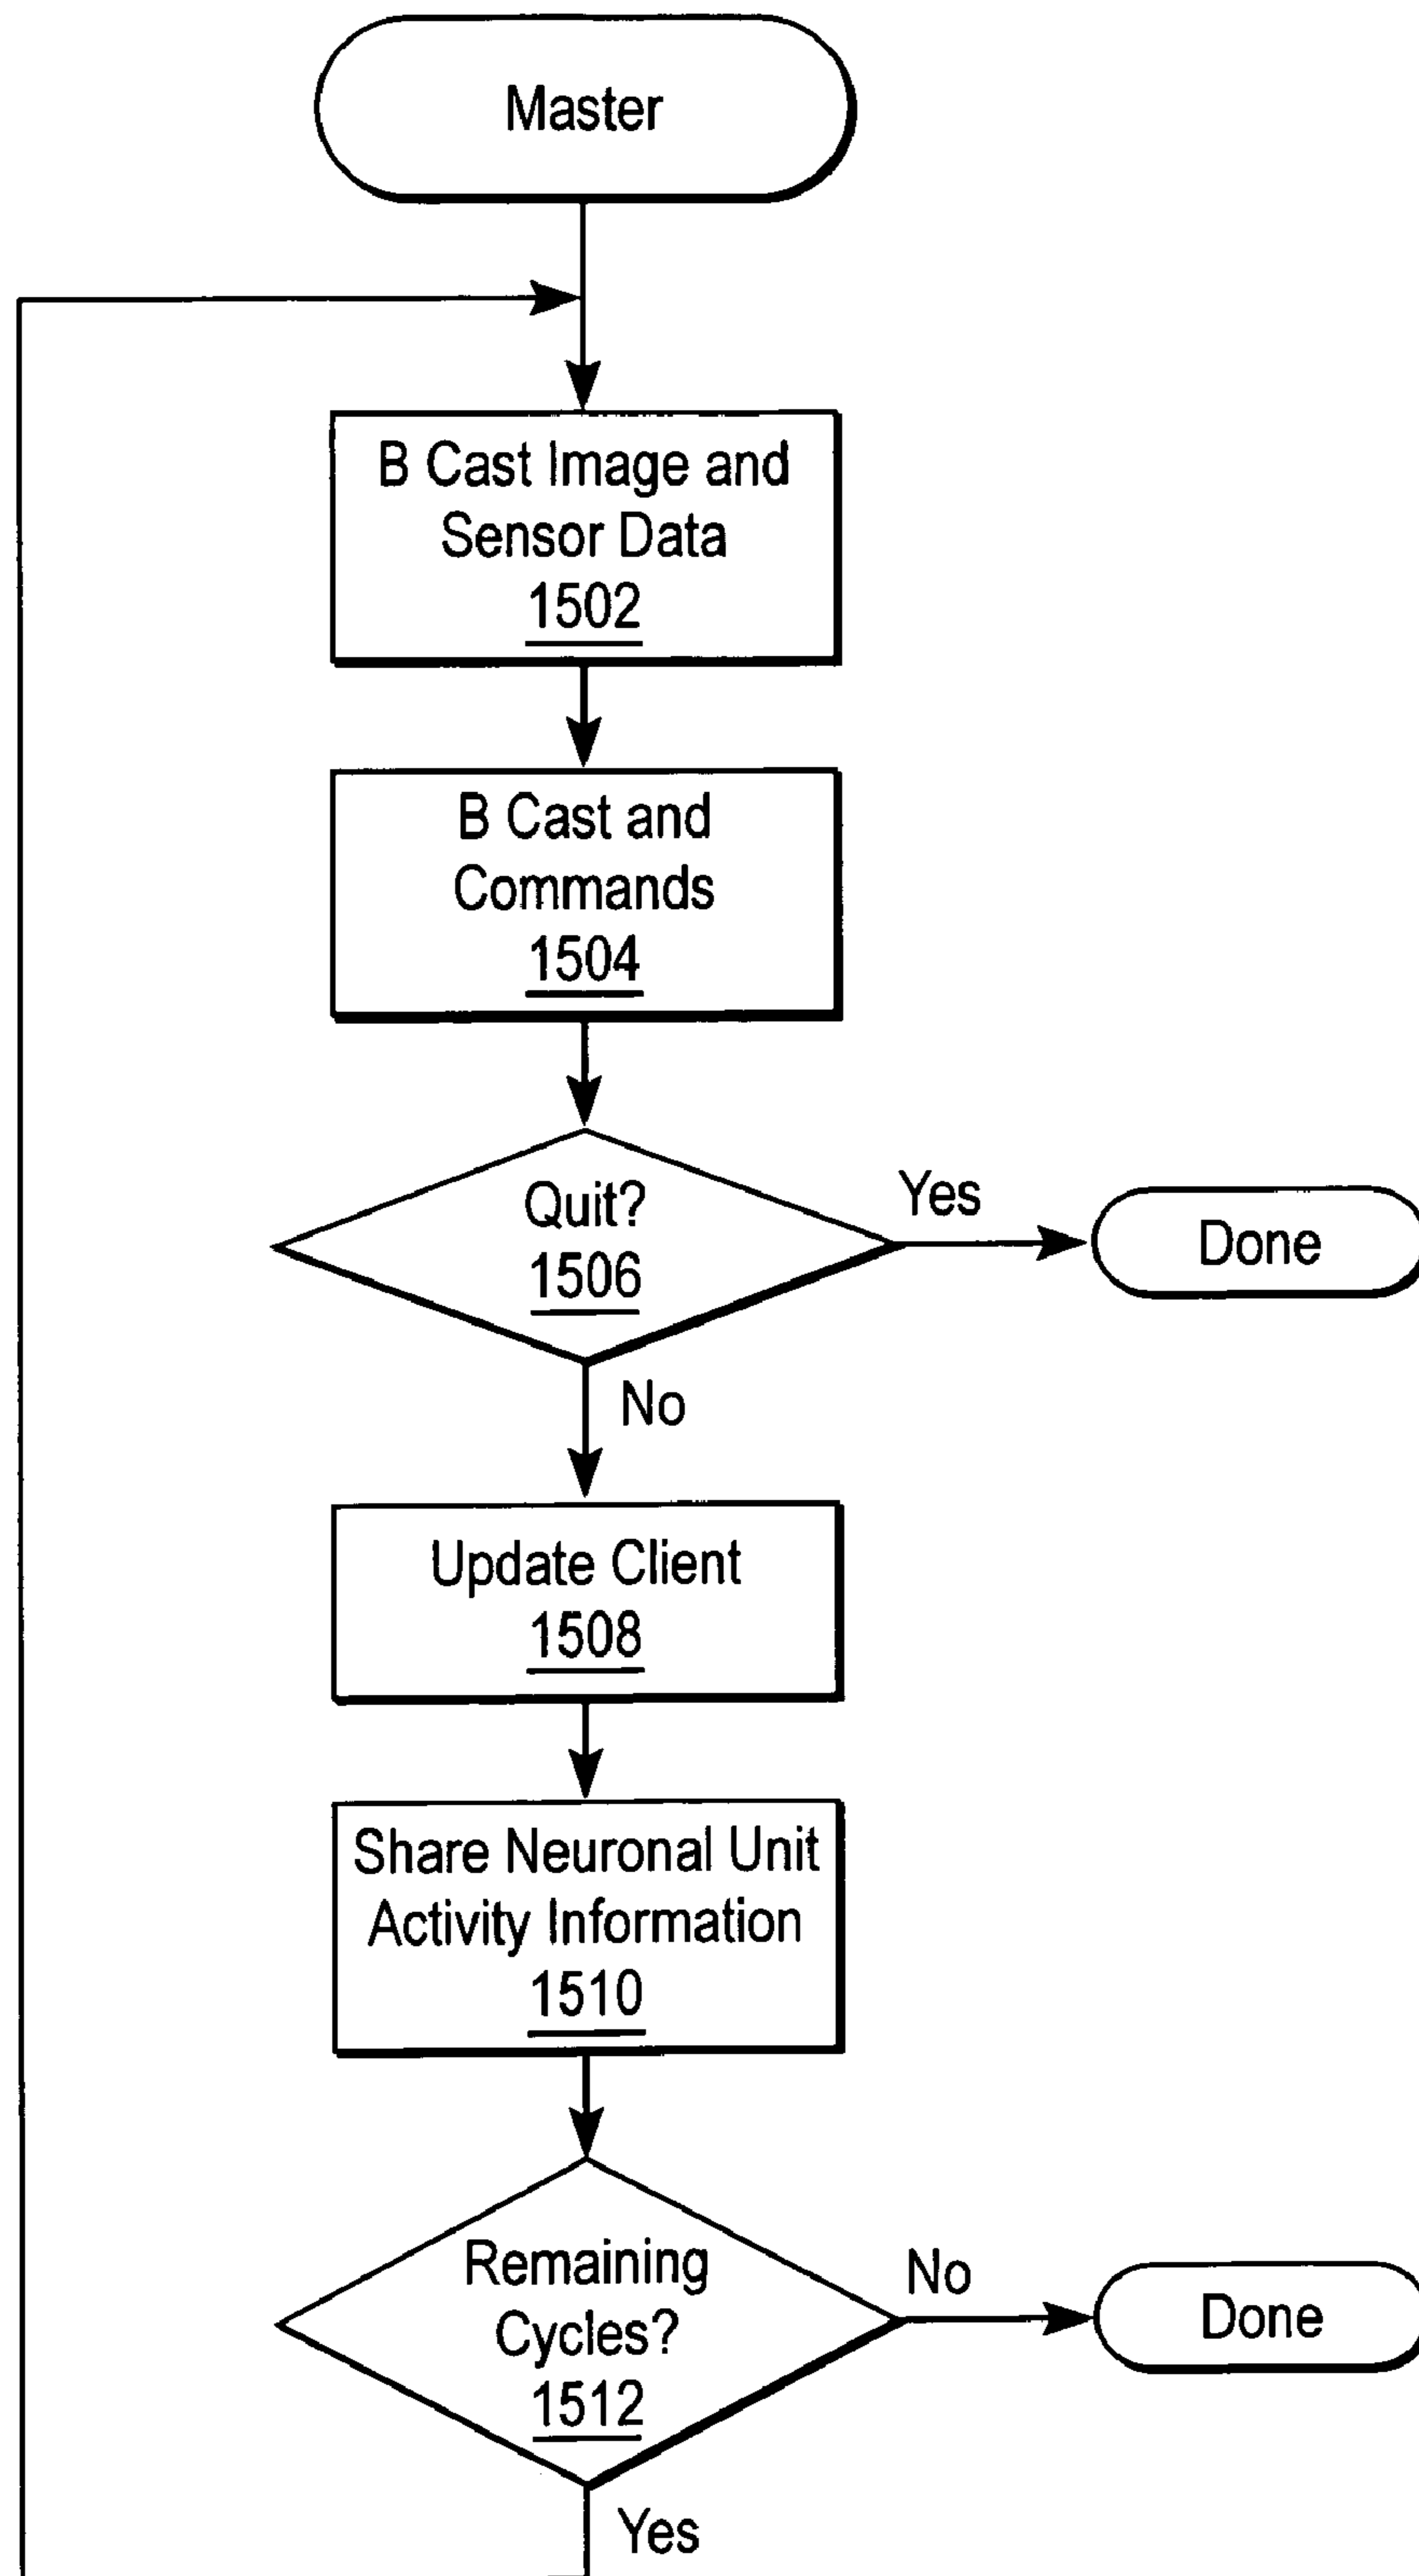 Master
B Cast Image and
Sensor Data
1502
B Cast and
Commands
1504
Quit?
1506
Yes
Done
No
Update Client
1508
Share Neuronal Unit
Activity Information
1510
Remaining
Cycles?
1512
No
Done
Yes